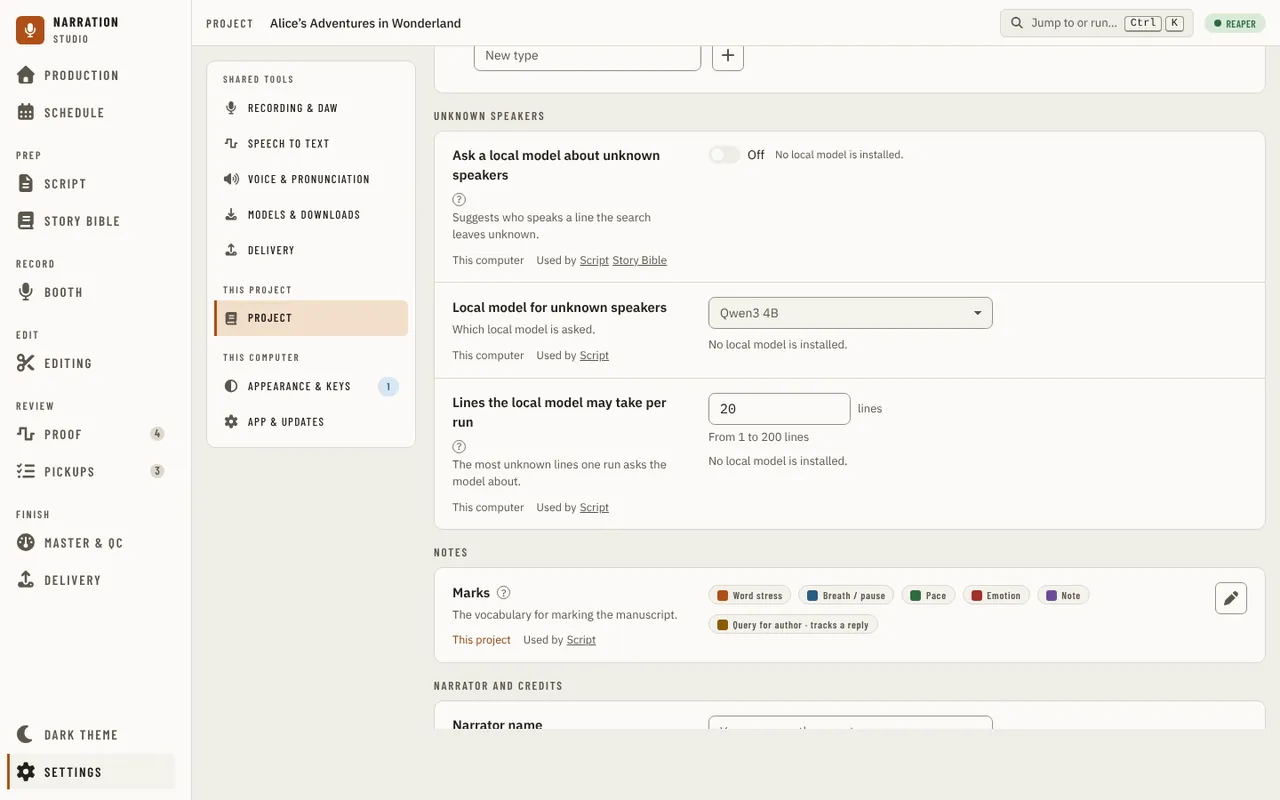 NARRATION
STUDIO
PRODUCTION
SCHEDULE
PREP
SCRIPT
STORY BIBLE
RECORD
BOOTH
EDIT
EDITING
REVIEW
PROOF 4
PICKUPS 3
FINISH
MASTER & QC
DELIVERY
DARK THEME
SETTINGS
PROJECT Alice's Adventures in Wonderland
Jump to or run... Ctrl K
REAPER
SHARED TOOLS
RECORDING & DAW
SPEECH TO TEXT
VOICE & PRONUNCIATION
MODELS & DOWNLOADS
DELIVERY
THIS PROJECT
PROJECT
THIS COMPUTER
APPEARANCE & KEYS 1
APP & UPDATES
New type
UNKNOWN SPEAKERS
Ask a local model about unknown
speakers
?
Suggests who speaks a line the search
leaves unknown.
This computer Used by Script Story Bible
Off No local model is installed.
Local model for unknown speakers
Which local model is asked.
This computer Used by Script
Qwen3 4B
No local model is installed.
Lines the local model may take per
run
?
The most unknown lines one run asks the
model about.
This computer Used by Script
20 lines
From 1 to 200 lines
No local model is installed.
NOTES
Marks ?
The vocabulary for marking the manuscript.
This project Used by Script
Word stress Breath / pause Pace Emotion Note
Query for author · tracks a reply
NARRATOR AND CREDITS
Narrator name